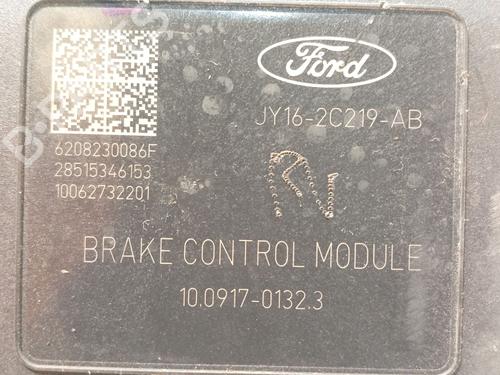 Ford
JY16-2C219-AB
6208230086F
28515346153
10062732201
BRAKE CONTROL MODULE
10.0917-0132.3